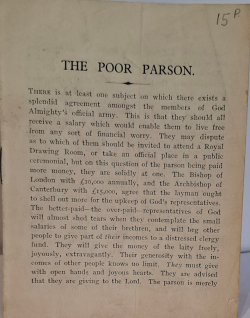 15P.
THE POOR PARSON.
THERE is at least one subject on which there exists a
splendid agreement amongst the members of God
Almighty's official army. This is that they should all
receive a salary which would enable them to live free
from any sort of financial worry. They may dispute
as to which of them should be invited to attend a Royal
Drawing Room, or take an official place in a public
ceremonial, but on this question of the parson being paid
more money, they are solidly at one. The Bishop of
London with £10,000 annually, and the Archbishop of
Canterbury with £15,000, agree that the layman ought
to shell out more for the upkeep of God's representatives.
The better-paid—the over-paid—representatives of God
will almost shed tears when they contemplate the small
salaries of some of their brethren, and will beg other
people to give part of their incomes to a distressed clergy
fund. They will give the money of the laity freely,
joyously, extravagantly. Their generosity with the in-
comes of other people knows no limit. They must give
with open hands and joyous hearts. They are advised
that they are giving to the Lord. The parson is merely